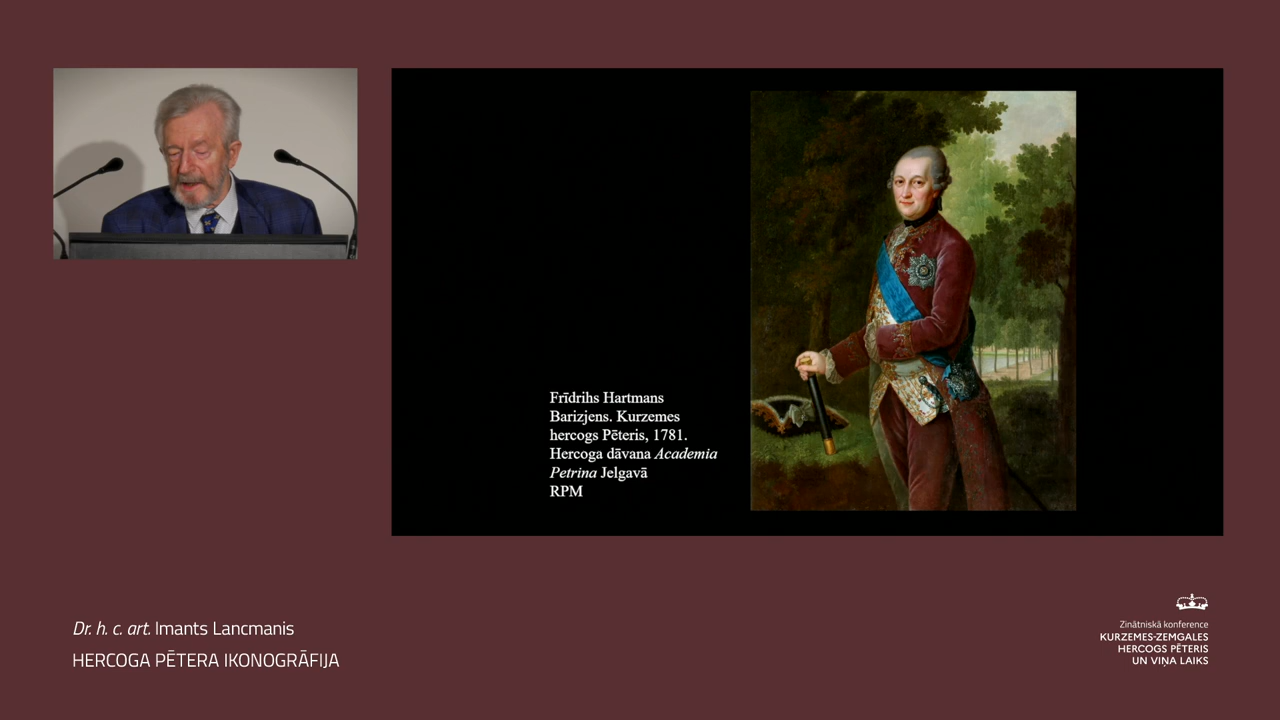 Frīdrihs Hartmans
Barizjens. Kurzemes
hercogs Pēteris, 1781.
Hercoga dāvana Academia
Petrina Jelgavā
RPM
Dr. h. c. art. Imants Lancmanis
HERCOGA PĒTERA IKONOGRĀFIJA
Zinātniskā konference
KURZEMES-ZEMGALES
HERCOGS PĒTERIS
UN VIŅA LAIKS